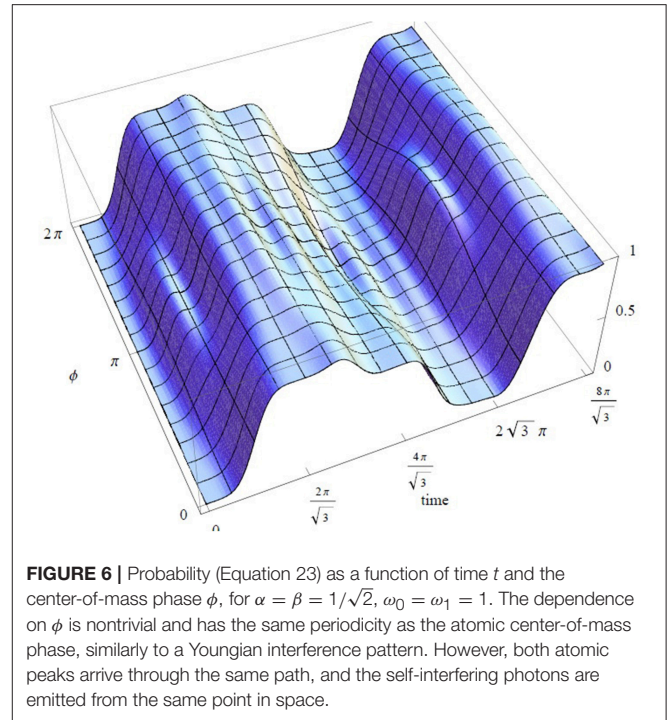 2 π
π
ϕ
0
0
2 π
√3
4 π
√3
time
2 √3 π
8 π
√3
1
0.5
0
FIGURE 6 | Probability (Equation 23) as a function of time t and the
center-of-mass phase ϕ, for α = β = 1/√2, ω0 = ω1 = 1. The dependence
on ϕ is nontrivial and has the same periodicity as the atomic center-of-mass
phase, similarly to a Youngian interference pattern. However, both atomic
peaks arrive through the same path, and the self-interfering photons are
emitted from the same point in space.